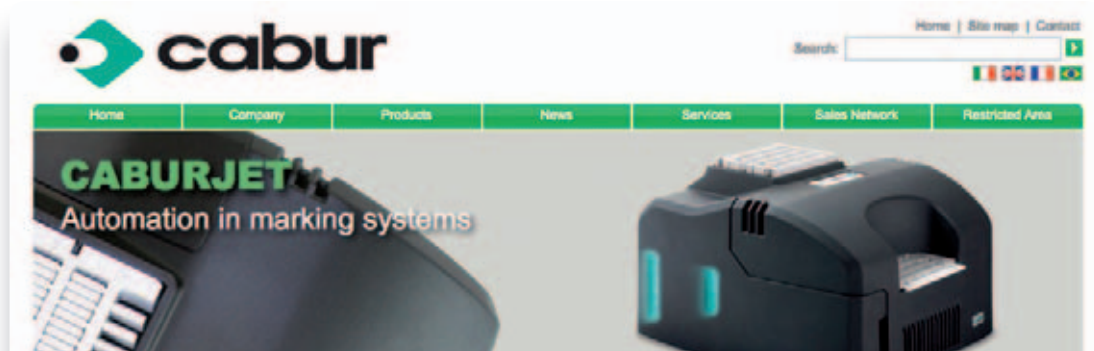 cabur
Home | Site map | Contact
Search:
Home Company Products News Services Sales Network Restricted Area
CABURJET
Automation in marking systems